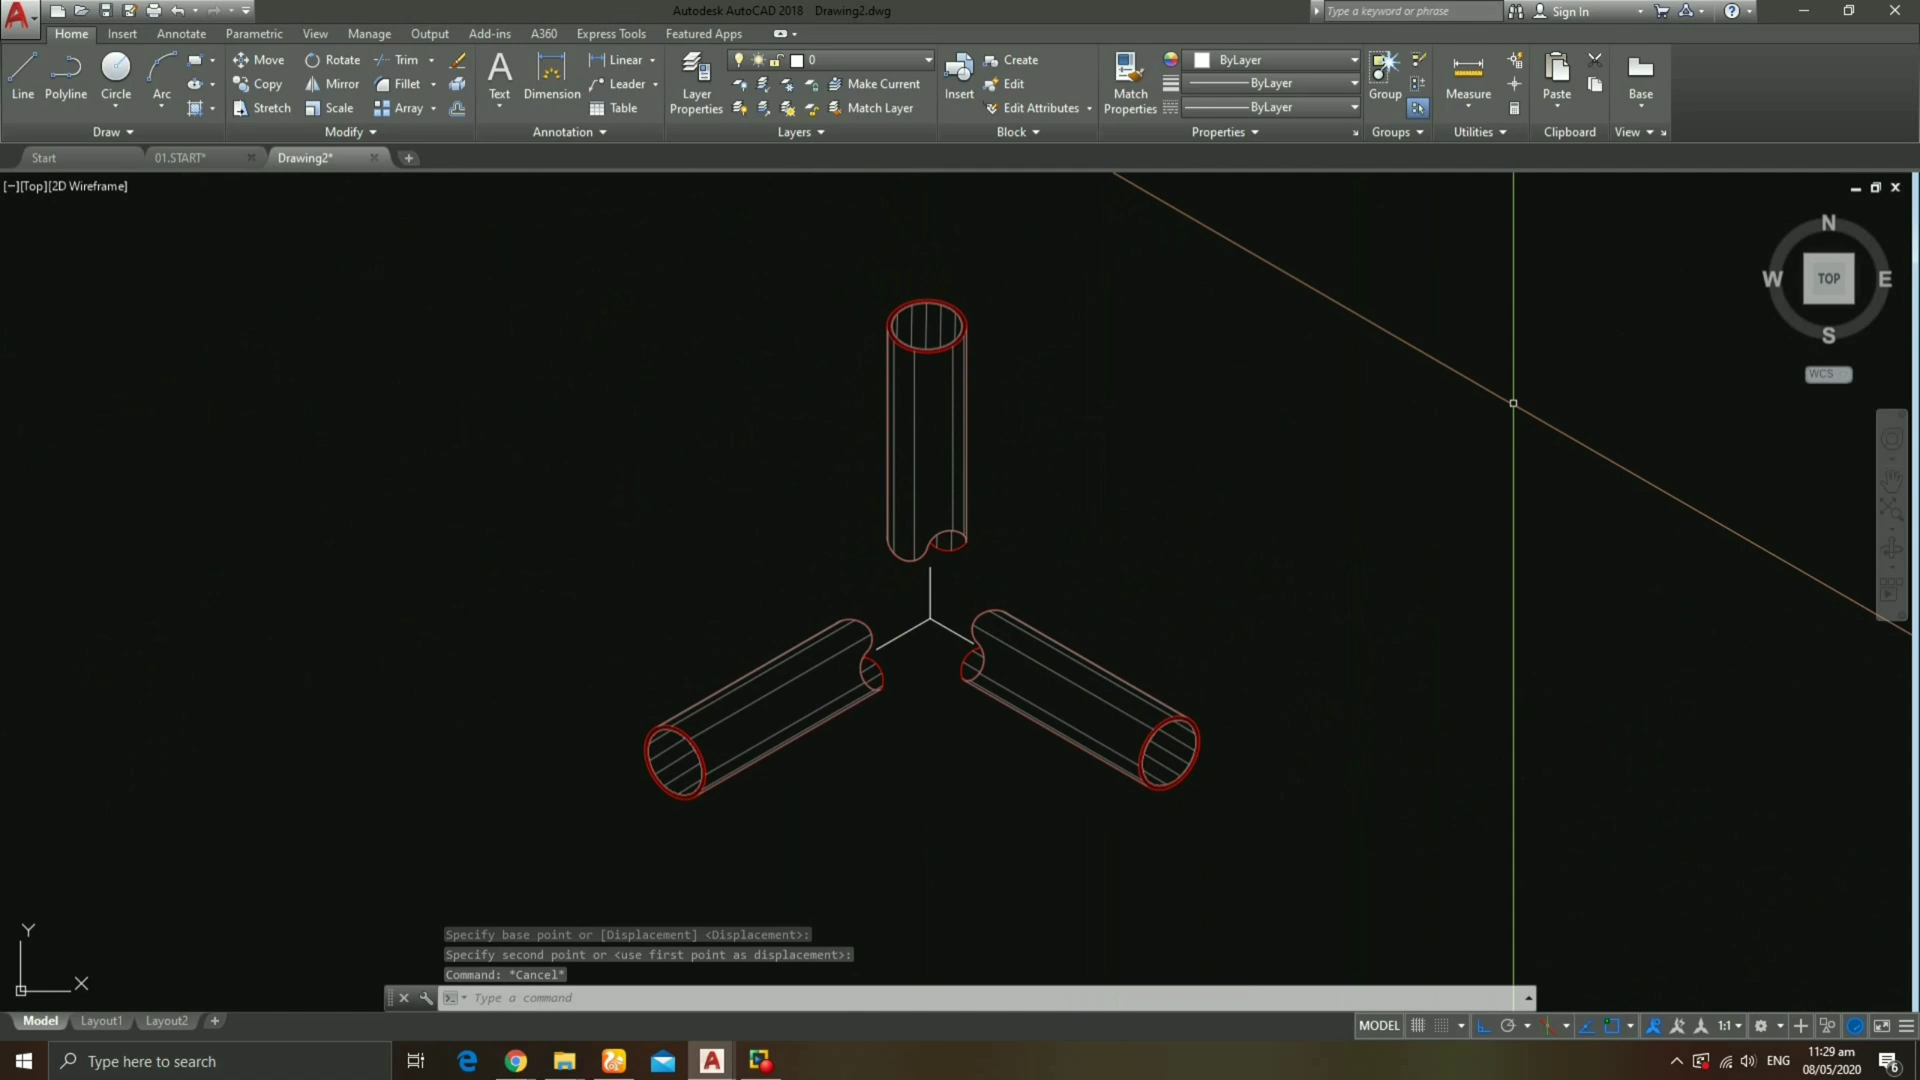 Autodesk AutoCAD 2018 Drawing2.dwg
Type a keyword or phrase
Sign In
Home Insert Annotate Parametric View Manage Output Add-ins A360 Express Tools Featured Apps
Line Polyline Circle Arc
Move Rotate Trim
Copy Mirror Fillet
Stretch Scale Array
Text Dimension
Linear
Leader
Table
Layer Properties
0
Make Current
Match Layer
Insert
Create
Edit
Edit Attributes
Match Properties
ByLayer
ByLayer
ByLayer
Group
Measure
Paste
Base
Draw Modify Annotation Layers Block Properties Groups Utilities Clipboard View
Start 01.START* Drawing2*
[−][Top][2D Wireframe]
N
W TOP E
S
WCS
Y
X
Specify base point or [Displacement] <Displacement>:
Specify second point or <use first point as displacement>:
Command: *Cancel*
Type a command
Model Layout1 Layout2
MODEL 1:1
Type here to search
ENG
11:29 am
08/05/2020
6